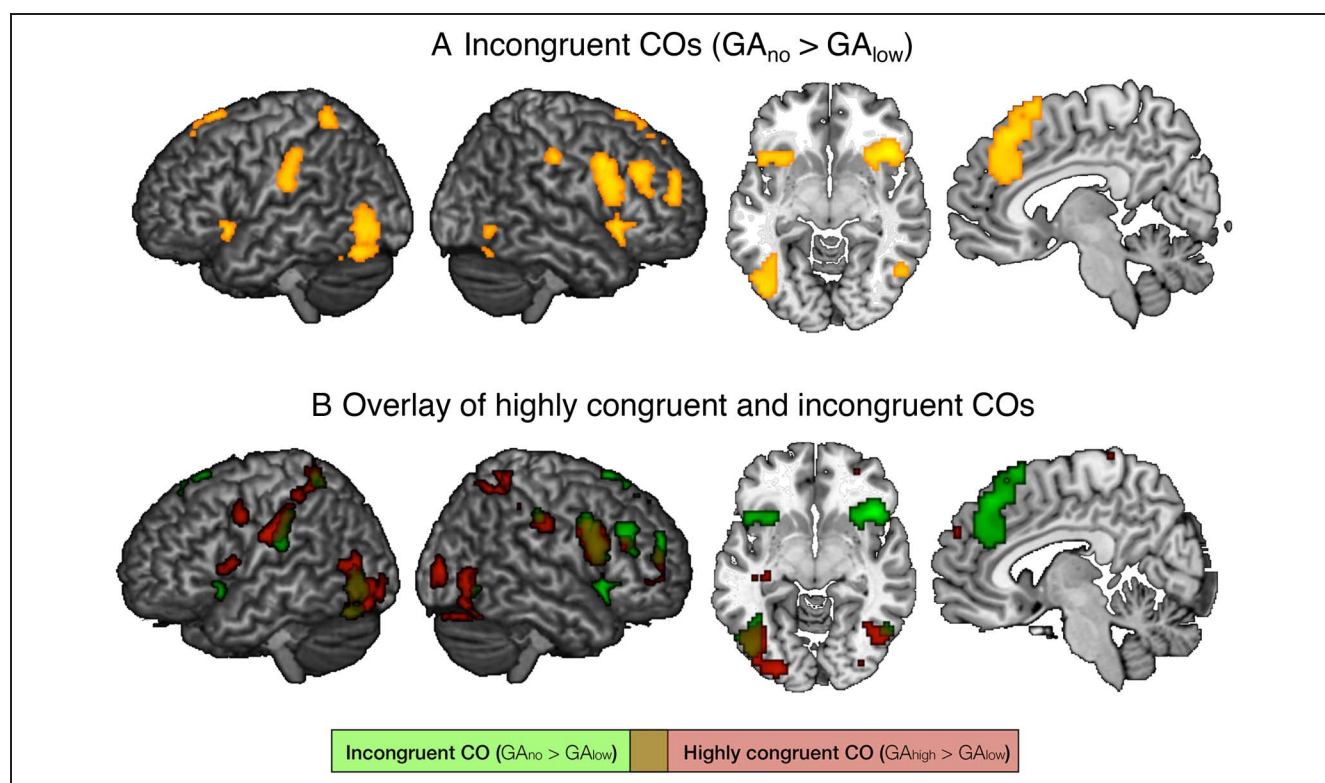 A Incongruent COs (GAno > GAlow)
B Overlay of highly congruent and incongruent COs
Incongruent CO (GAno > GAlow) Highly congruent CO (GAhigh > GAlow)